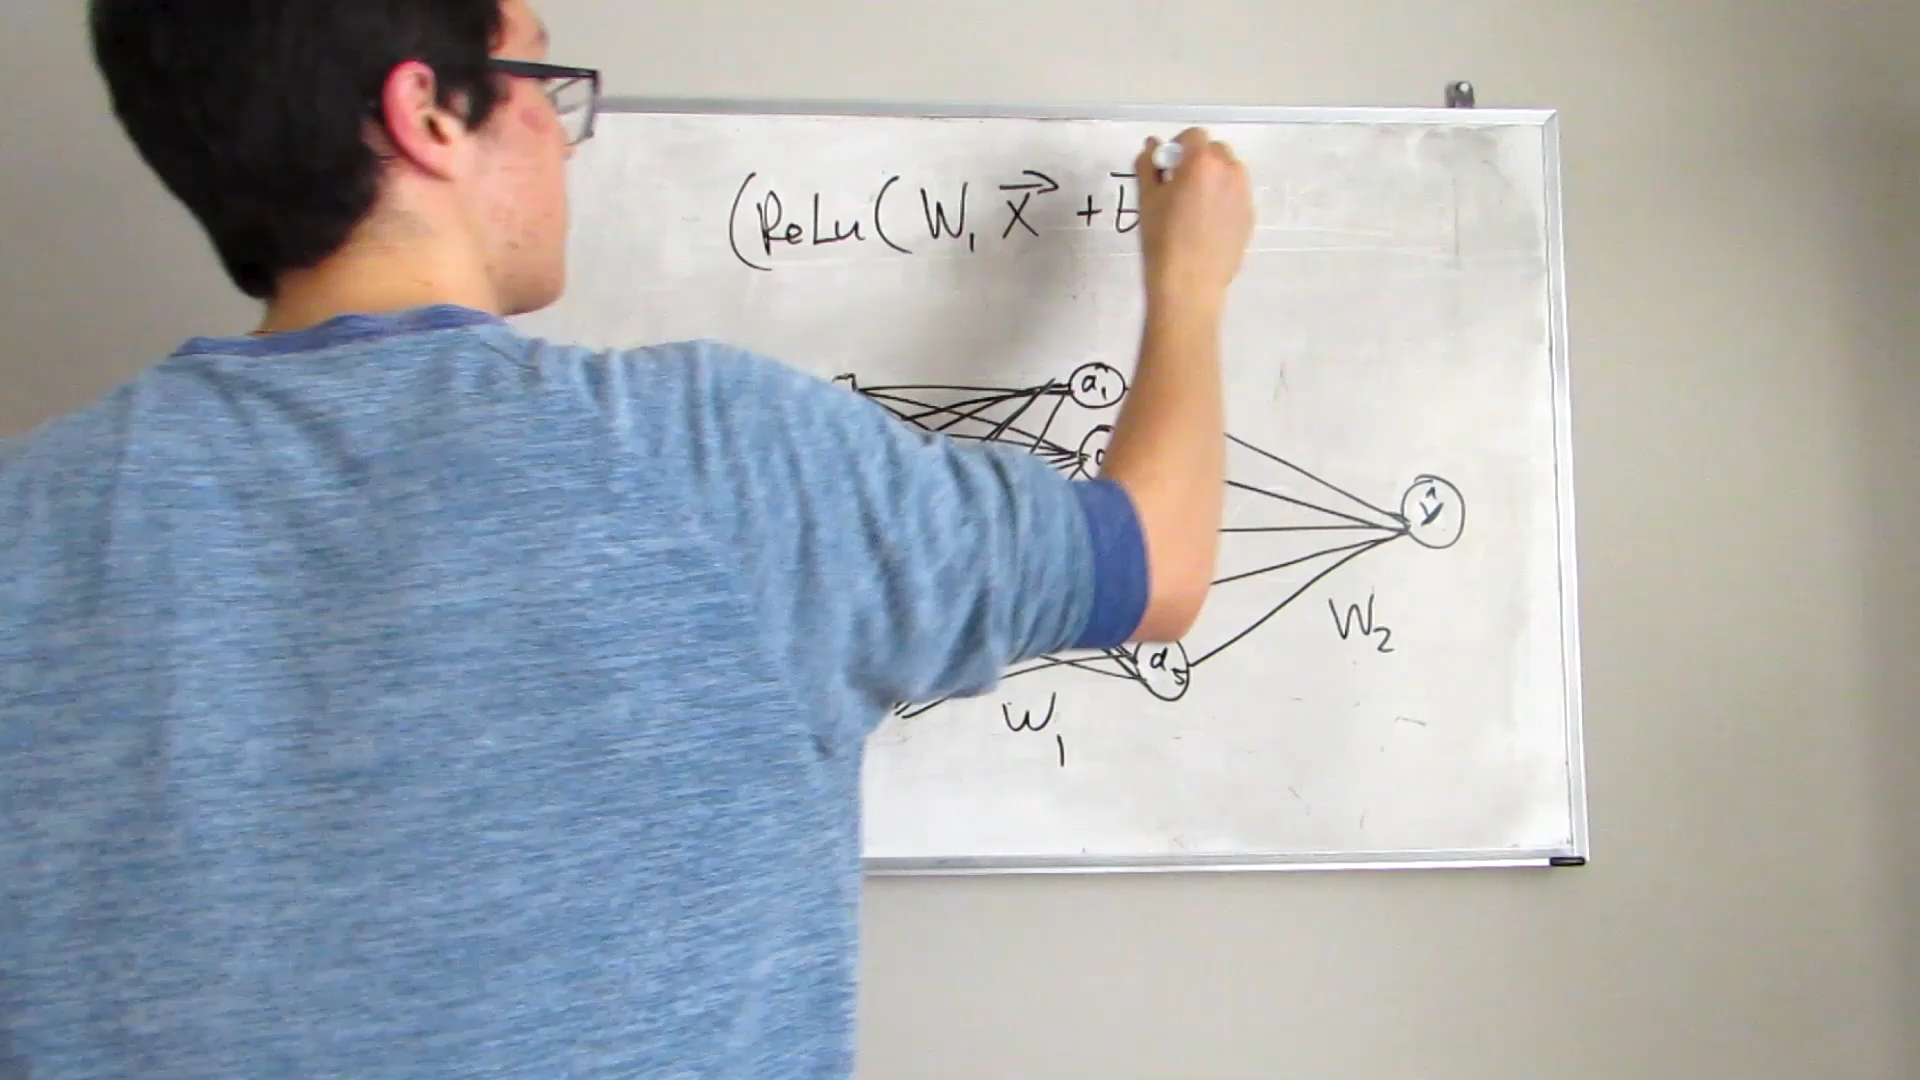 (ReLu(W₁ x⃗ + b
a₁
ŷ
W₂
a₅
W₁